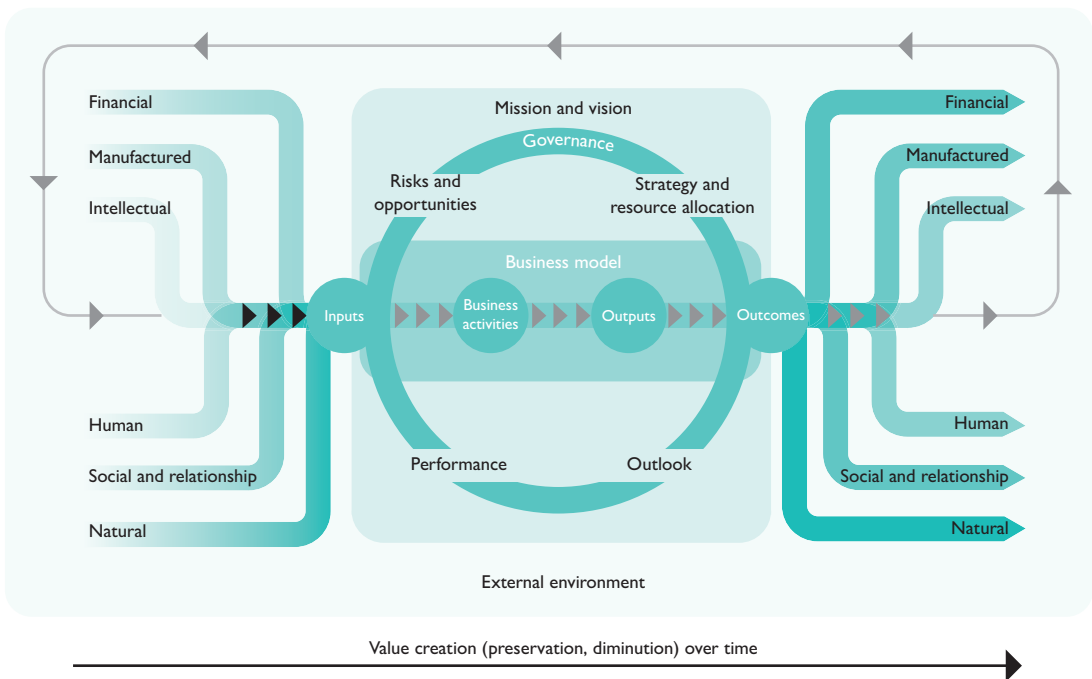 Financial
Manufactured
Intellectual
Human
Social and relationship
Natural
Mission and vision
Governance
Risks and
opportunities
Strategy and
resource allocation
Business model
Inputs
Business
activities
Outputs
Outcomes
Performance
Outlook
Financial
Manufactured
Intellectual
Human
Social and relationship
Natural
External environment
Value creation (preservation, diminution) over time